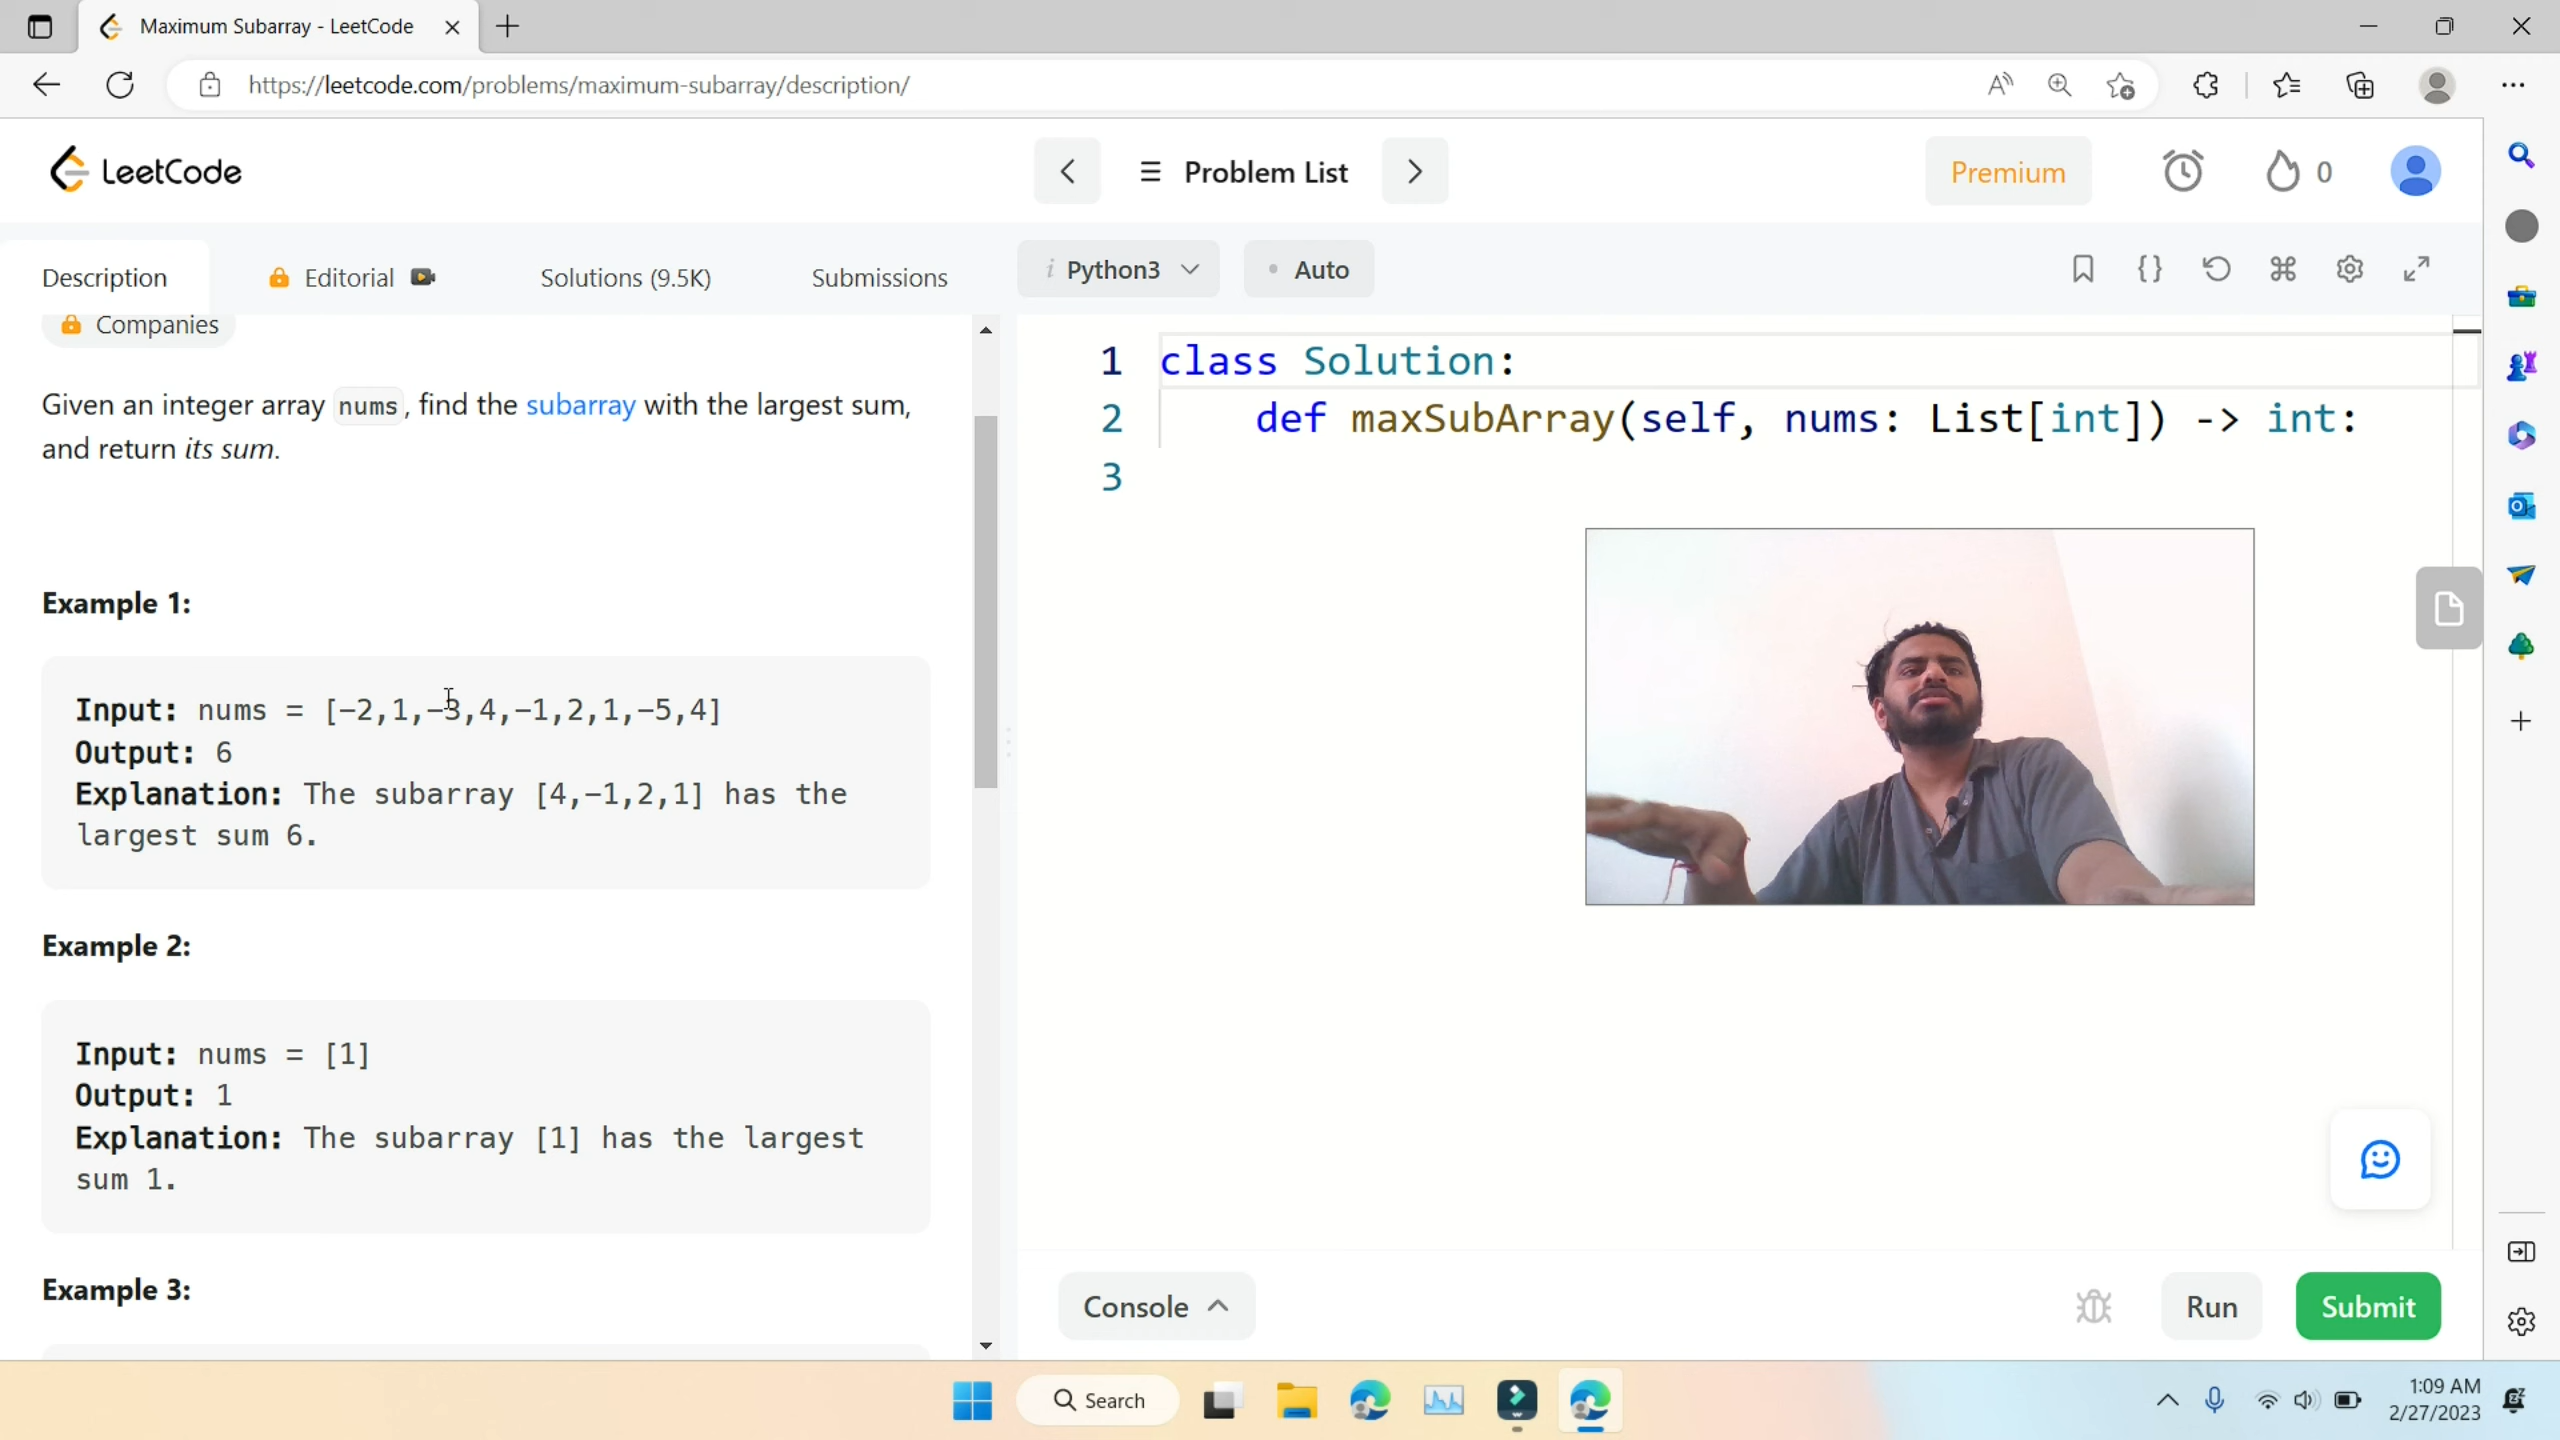 Maximum Subarray - LeetCode
https://leetcode.com/problems/maximum-subarray/description/
LeetCode
Problem List
Premium
0
Description
Editorial
Solutions (9.5K)
Submissions
Companies
Given an integer array nums, find the subarray with the largest sum,
and return its sum.
Example 1:
Input: nums = [-2,1,-3,4,-1,2,1,-5,4]
Output: 6
Explanation: The subarray [4,-1,2,1] has the
largest sum 6.
Example 2:
Input: nums = [1]
Output: 1
Explanation: The subarray [1] has the largest
sum 1.
Example 3:
i Python3
Auto
1 class Solution:
2 def maxSubArray(self, nums: List[int]) -> int:
3
Console
Run
Submit
Search
1:09 AM
2/27/2023